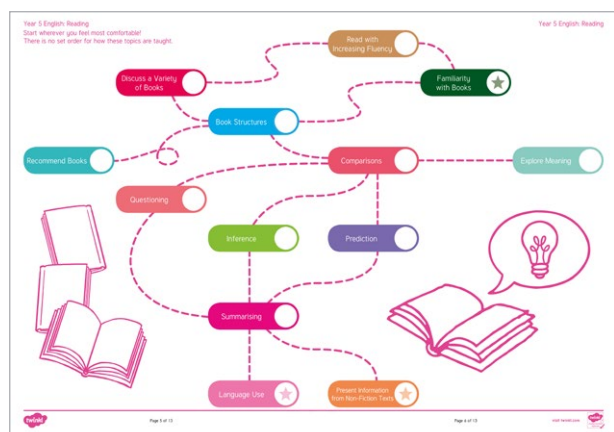 Year 5 English: Reading
Start wherever you feel most comfortable!
There is no set order for how these topics are taught.
Year 5 English: Reading
Read with
Increasing Fluency
Discuss a Variety
of Books
Familiarity
with Books
Book Structures
Recommend Books
Comparisons
Explore Meaning
Questioning
Inference
Prediction
Summarising
Language Use
Present Information
from Non-Fiction Texts
twinkl
Page 5 of 12
Page 6 of 12
visit twinkl.com